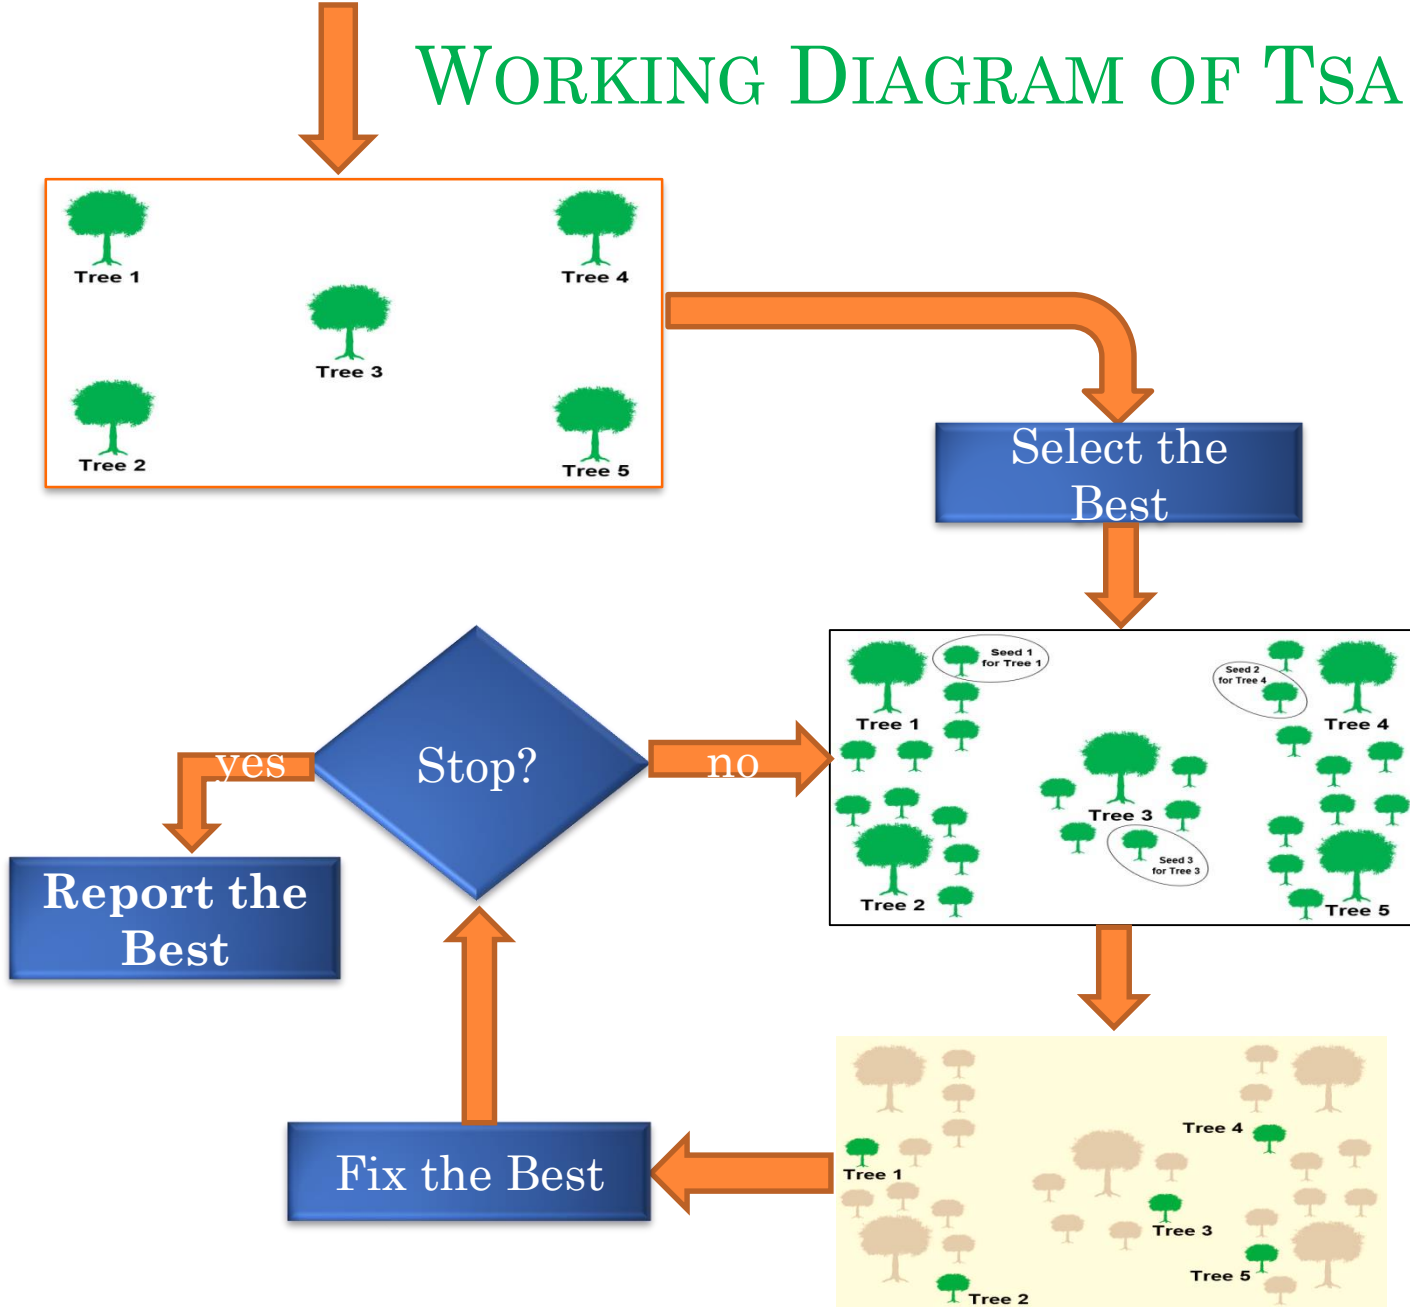 WORKING DIAGRAM OF TSA
Tree 1
Tree 4
Tree 3
Tree 2
Tree 5
Select the
Best
Seed 1
for Tree 1
Seed 2
for Tree 4
Tree 1
Tree 4
Tree 3
Seed 3
for Tree 3
Tree 2
Tree 5
Stop?
yes
no
Report the
Best
Tree 4
Tree 1
Tree 3
Tree 5
Tree 2
Fix the Best